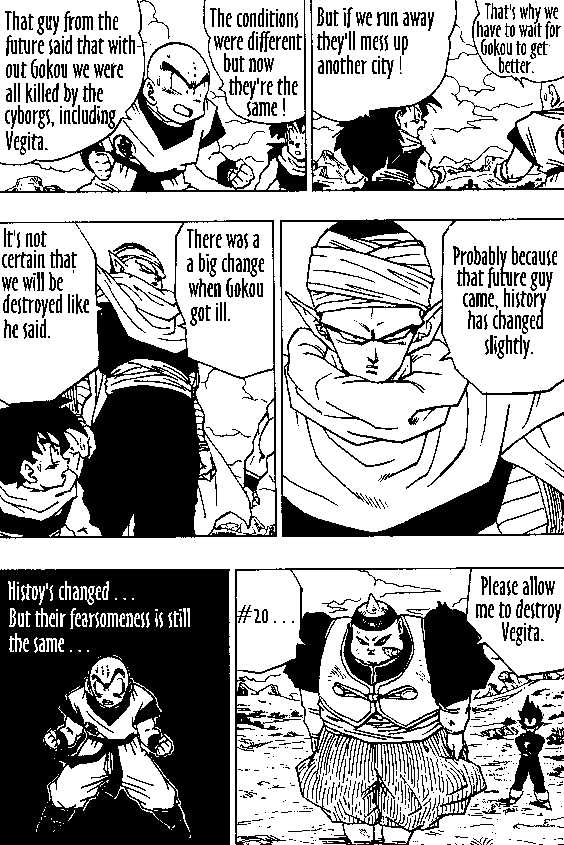 That guy from the
future said that with-
out Gokou we were
all killed by the
cyborgs, including
Vegita.
The conditions
were different
but now
they're the
same !
But if we run away
they'll mess up
another city !
That's why we
have to wait for
Gokou to get
better.
It's not
certain that
we will be
destroyed like
he said.
There was a
a big change
when Gokou
got ill.
Probably because
that future guy
came, history
has changed
slightly.
Histoy's changed . . .
But their fearsomeness is still
the same . . .
#20 . . .
Please allow
me to destroy
Vegita.